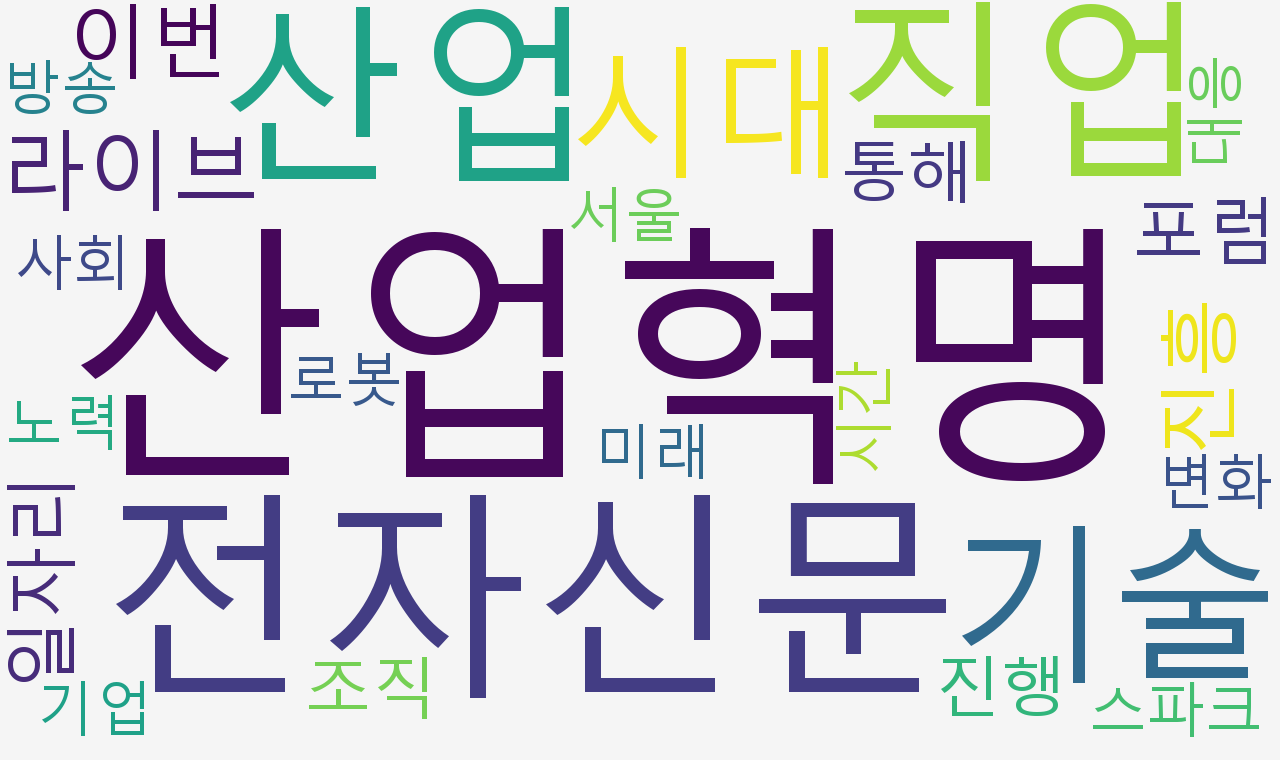 이번
산업
시대
직업
방송
대응
라이브
통해
서울
포럼
사회
산업혁명
로봇
진흥
시간
노력
미래
변화
일자리
전자신문
기술
조직
진행
기업
스파크